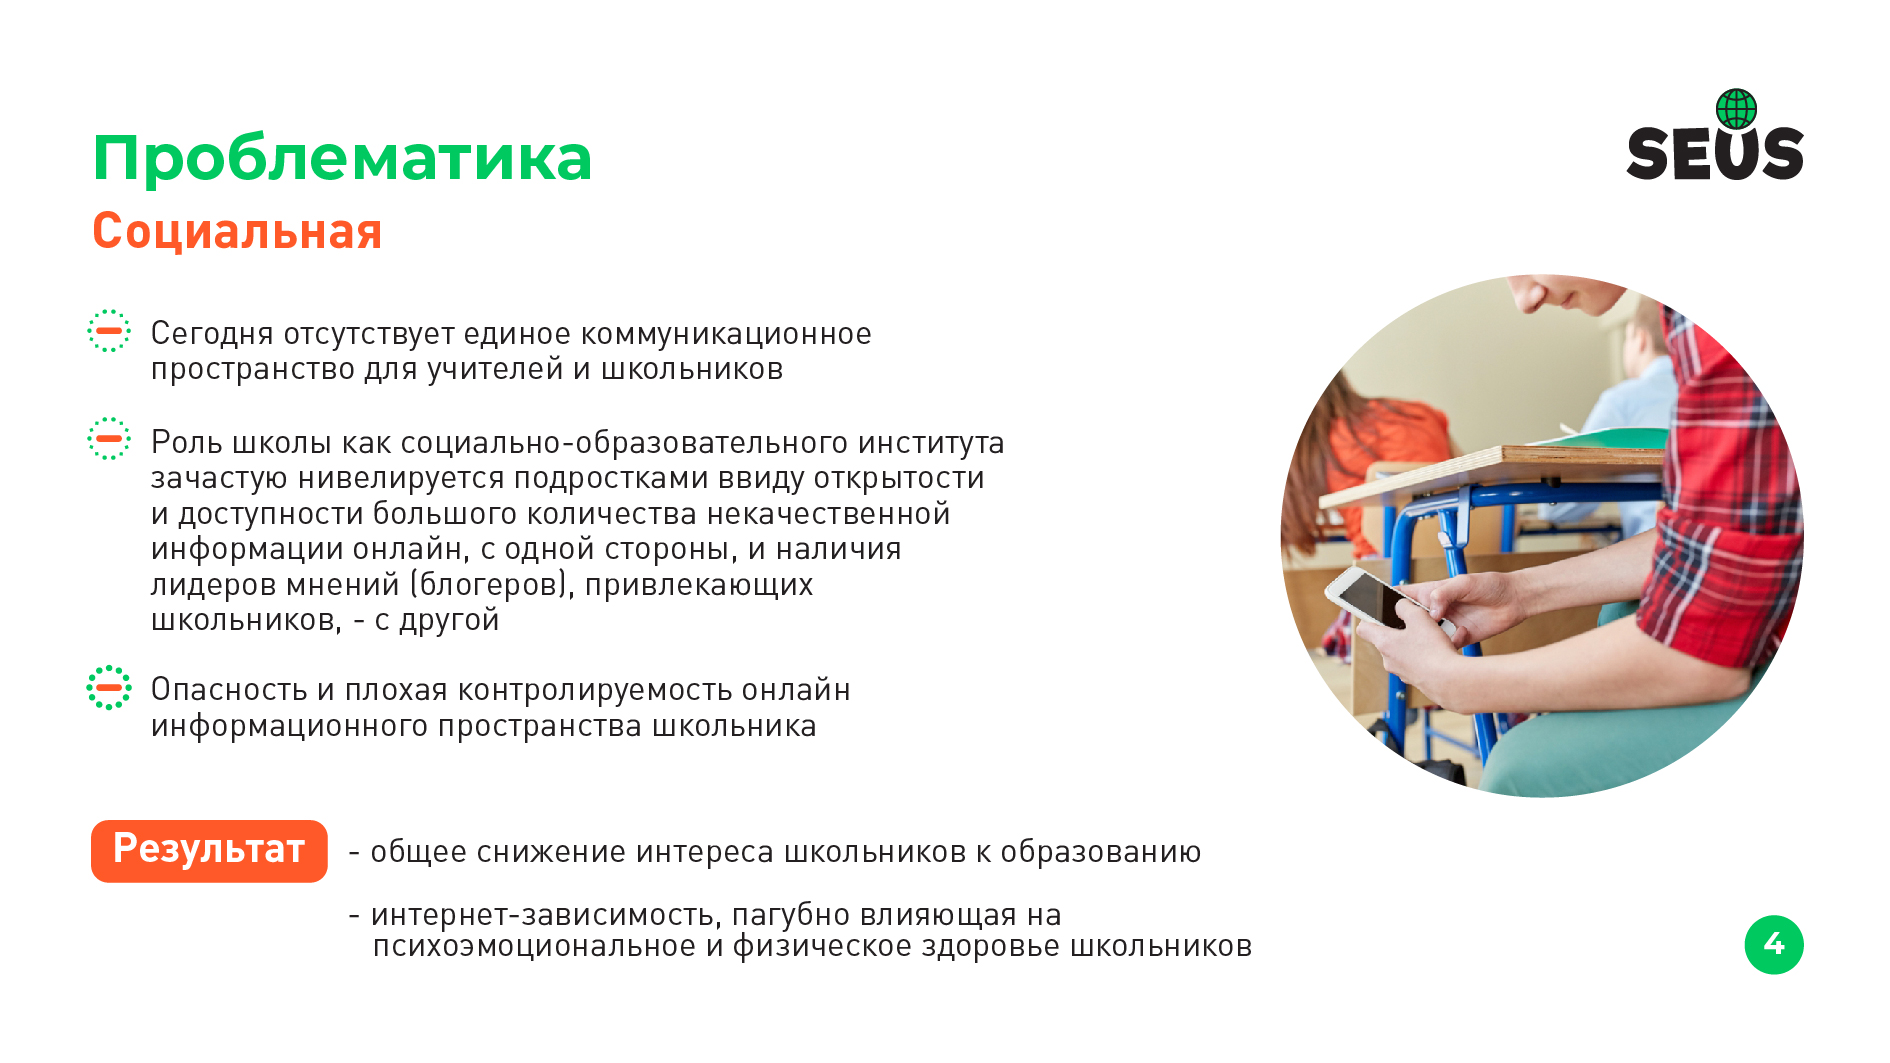 Проблематика
SEUS
Социальная
Сегодня отсутствует единое коммуникационное
пространство для учителей и школьников
Роль школы как социально-образовательного института
зачастую нивелируется подростками ввиду открытости
и доступности большого количества некачественной
информации онлайн, с одной стороны, и наличия
лидеров мнений (блогеров), привлекающих
школьников, - с другой
Опасность и плохая контролируемость онлайн
информационного пространства школьника
Результат
- общее снижение интереса школьников к образованию
- интернет-зависимость, пагубно влияющая на
психоэмоциональное и физическое здоровье школьников
4